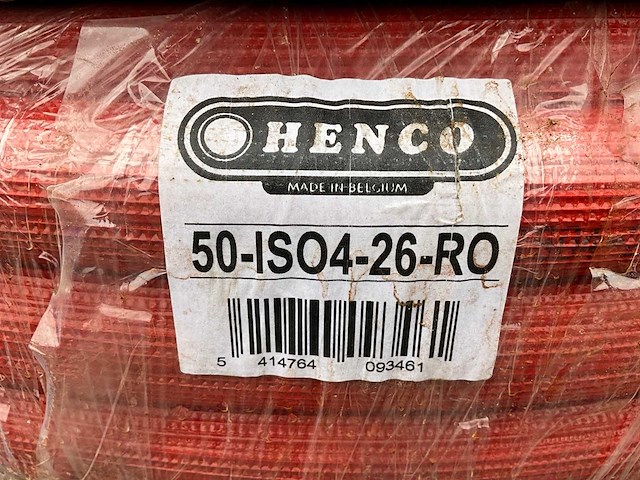 HENCO
MADE IN BELGIUM
50-ISO4-26-RO
5 414764 093461